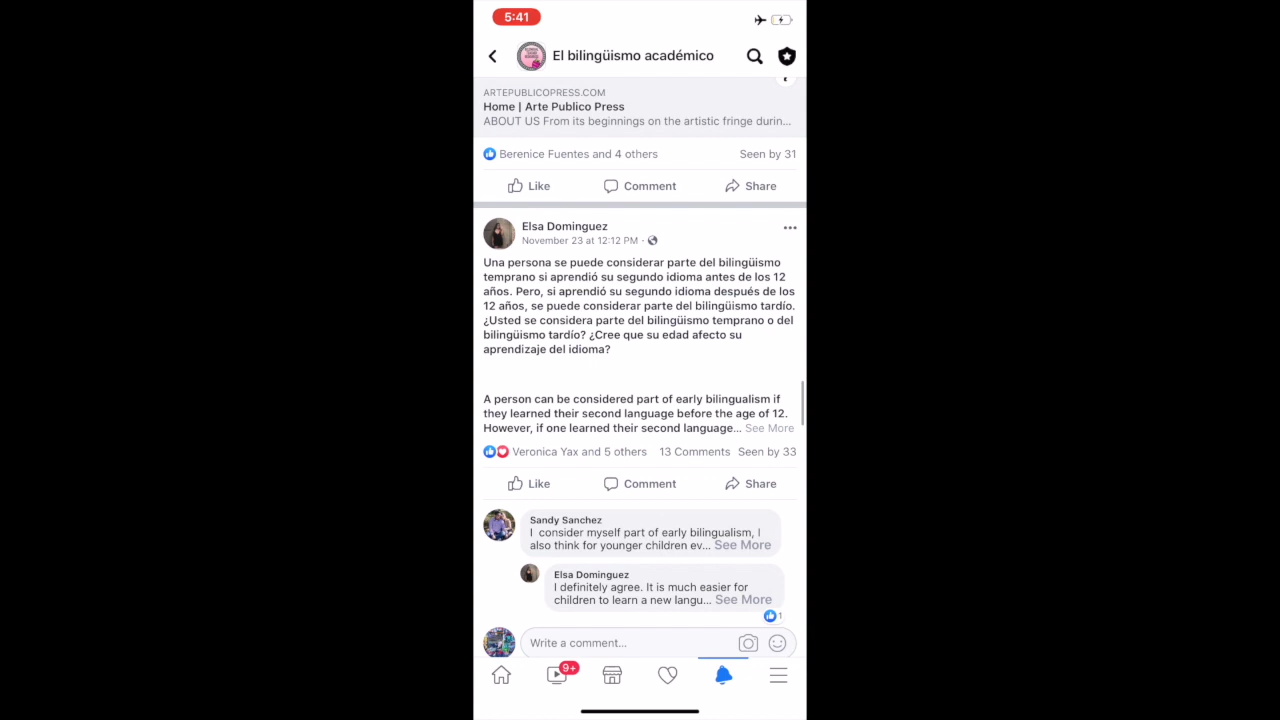 5:41
El bilingüismo académico
ARTEPUBLICOPRESS.COM
Home | Arte Publico Press
ABOUT US From its beginnings on the artistic fringe durin...
Berenice Fuentes and 4 others Seen by 31
Like Comment Share
Elsa Dominguez
November 23 at 12:12 PM ·
Una persona se puede considerar parte del bilingüismo
temprano si aprendió su segundo idioma antes de los 12
años. Pero, si aprendió su segundo idioma después de los
12 años, se puede considerar parte del bilingüismo tardío.
¿Usted se considera parte del bilingüismo temprano o del
bilingüismo tardío? ¿Cree que su edad afecto su
aprendizaje del idioma?
A person can be considered part of early bilingualism if
they learned their second language before the age of 12.
However, if one learned their second language... See More
Veronica Yax and 5 others 13 Comments Seen by 33
Like Comment Share
Sandy Sanchez
I consider myself part of early bilingualism, I
also think for younger children ev... See More
Elsa Dominguez
I definitely agree. It is much easier for
children to learn a new langu... See More
1
Write a comment...
9+